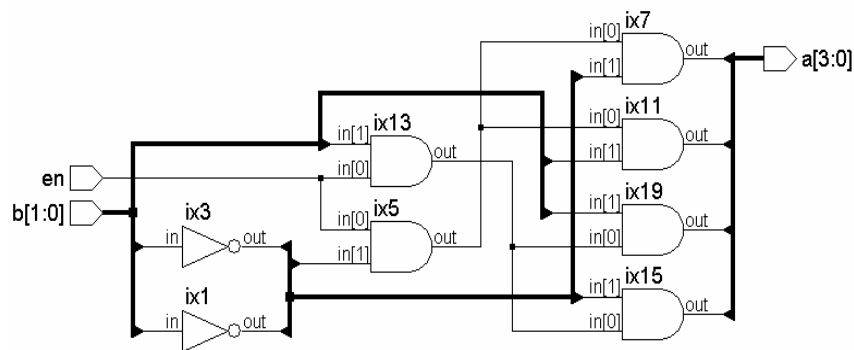 ix7
in[0]
out
in[1]
a[3:0]
ix11
in[0]
out
in[1]
ix13
in[1]
out
in[0]
en
b[1:0]
ix5
in[0]
out
in[1]
ix19
in[1]
out
in[0]
ix3
in
out
ix1
in
out
ix15
in[1]
out
in[0]